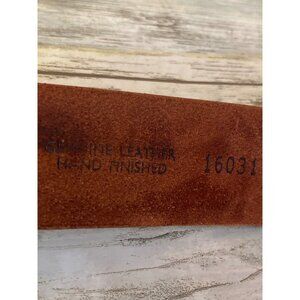 GENUINE LEATHER
HAND FINISHED
16031